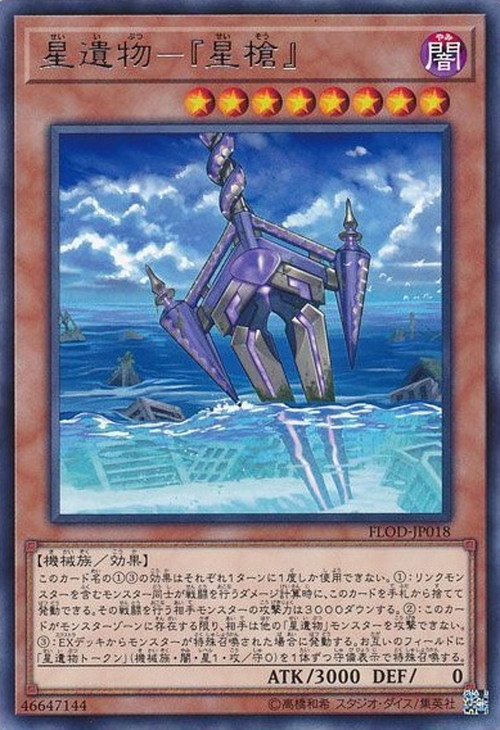 星遺物－『星槍』
闇
FLOD-JP018
【機械族／効果】
このカード名の①③の効果はそれぞれ１ターンに１度しか使用できない。①：リンクモン
スターを含むモンスター同士が戦闘を行うダメージ計算時に、このカードを手札から捨てて
発動できる。その戦闘を行う相手モンスターの攻撃力は３０００ダウンする。②：このカー
ドがモンスターゾーンに存在する限り、相手は他の「星遺物」モンスターを攻撃できない。
③：EXデッキからモンスターが特殊召喚された場合に発動する。お互いのフィールドに
「星遺物トークン」（機械族・闇・星１・攻／守０）を１体ずつ守備表示で特殊召喚する。
ATK/3000 DEF/ 0
46647144
©高橋和希 スタジオ・ダイス/集英社